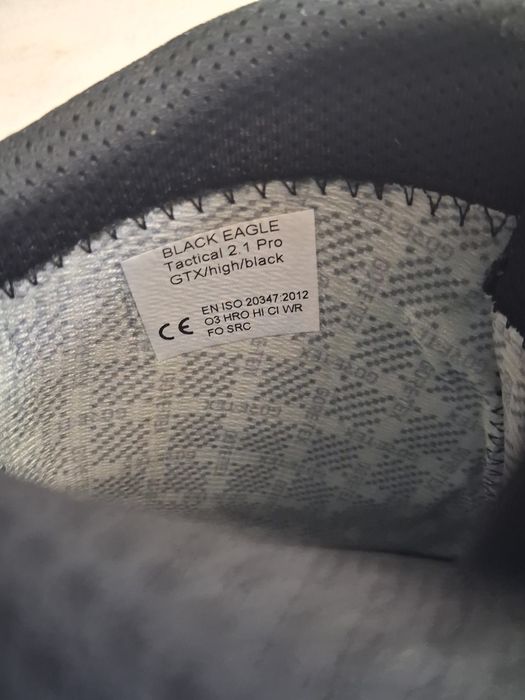 BLACK EAGLE
Tactical 2.1 Pro
GTX/high/black
EN ISO 20347:2012
CE O3 HRO HI CI WR
FO SRC